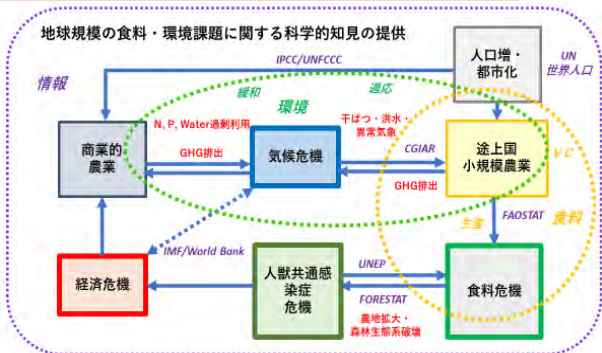 地球規模の食料・環境課題に関する科学的知見の提供
人口増・
都市化
UN
世界人口
IPCC/UNFCCC
情報
緩和
適応
環境
N, P, Water過剰利用
干ばつ・洪水・
異常気象
商業的
農業
GHG排出
気候危機
CGIAR
途上国
小規模農業
VC
GHG排出
生産
FAOSTAT
食料
IMF/World Bank
経済危機
人獣共通感
染症
危機
UNEP
FORESTAT
食料危機
農地拡大・
森林生態系破壊